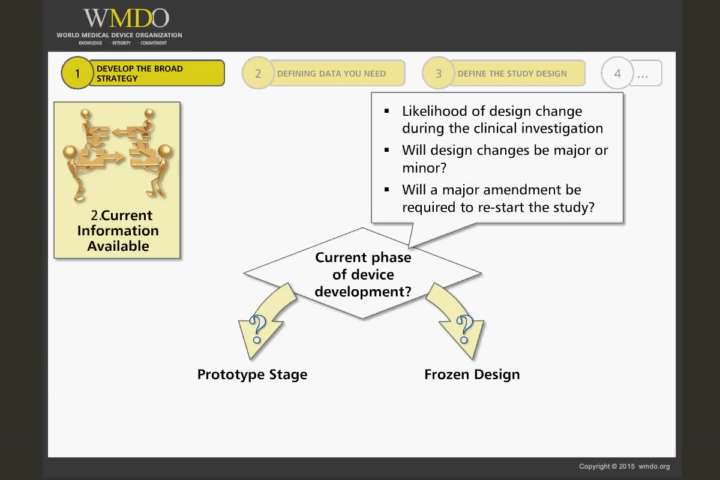 WMDO
WORLD MEDICAL DEVICE ORGANIZATION
KNOWLEDGE INTEGRITY COMMITMENT
1 DEVELOP THE BROAD
STRATEGY
2 DEFINING DATA YOU NEED
3 DEFINE THE STUDY DESIGN
4 ...
2.Current
Information
Available
▪ Likelihood of design change
during the clinical investigation
▪ Will design changes be major or
minor?
▪ Will a major amendment be
required to re-start the study?
Current phase
of device
development?
?
?
Prototype Stage
Frozen Design
Copyright © 2015 wmdo.org